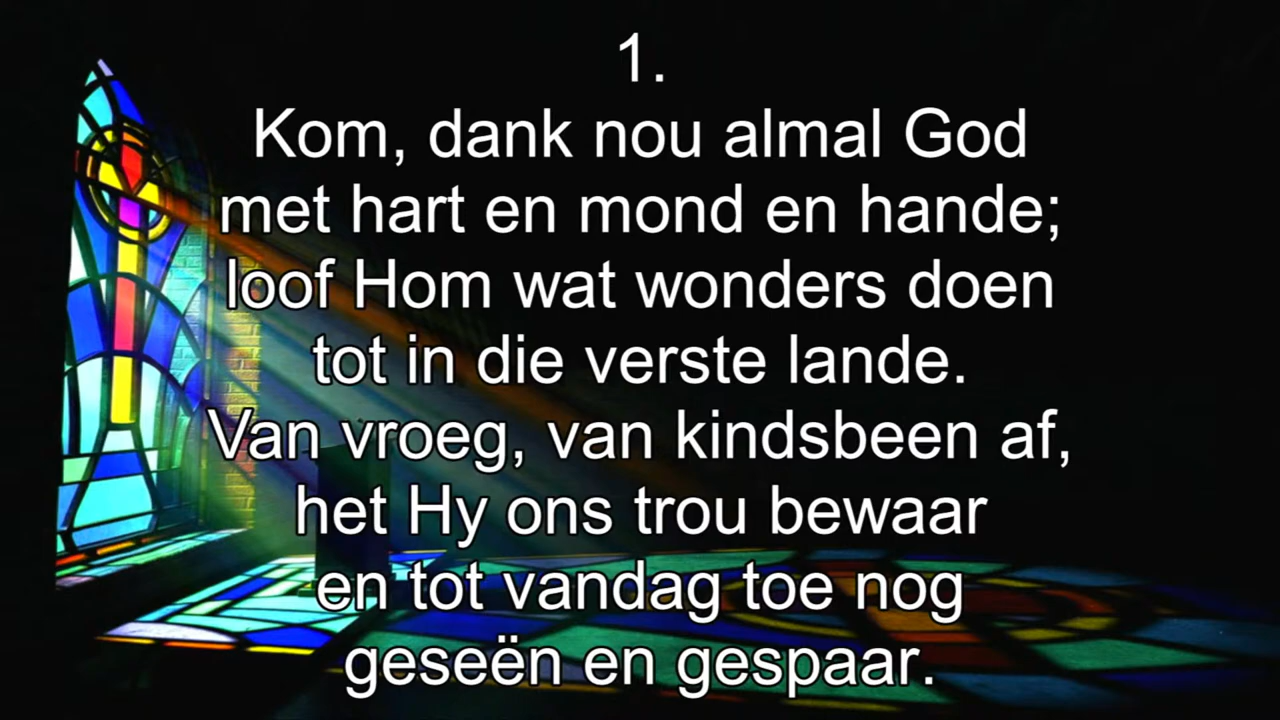 1.
Kom, dank nou almal God
met hart en mond en hande;
loof Hom wat wonders doen
tot in die verste lande.
Van vroeg, van kindsbeen af,
het Hy ons trou bewaar
en tot vandag toe nog
geseën en gespaar.